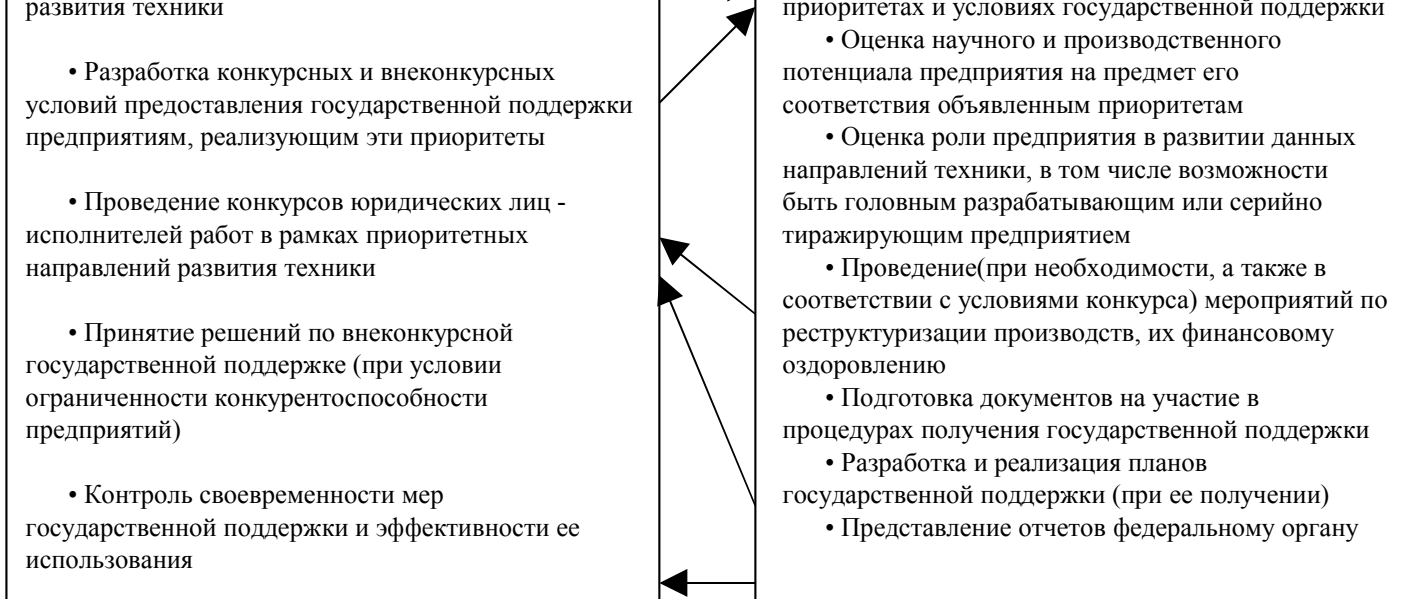 развития техники
• Разработка конкурсных и внеконкурсных
условий предоставления государственной поддержки
предприятиям, реализующим эти приоритеты
• Проведение конкурсов юридических лиц -
исполнителей работ в рамках приоритетных
направлений развития техники
• Принятие решений по внеконкурсной
государственной поддержке (при условии
ограниченности конкурентоспособности
предприятий)
• Контроль своевременности мер
государственной поддержки и эффективности ее
использования
приоритетах и условиях государственной поддержки
• Оценка научного и производственного
потенциала предприятия на предмет его
соответствия объявленным приоритетам
• Оценка роли предприятия в развитии данных
направлений техники, в том числе возможности
быть головным разрабатывающим или серийно
тиражирующим предприятием
• Проведение(при необходимости, а также в
соответствии с условиями конкурса) мероприятий по
реструктуризации производств, их финансовому
оздоровлению
• Подготовка документов на участие в
процедурах получения государственной поддержки
• Разработка и реализация планов
государственной поддержки (при ее получении)
• Представление отчетов федеральному органу